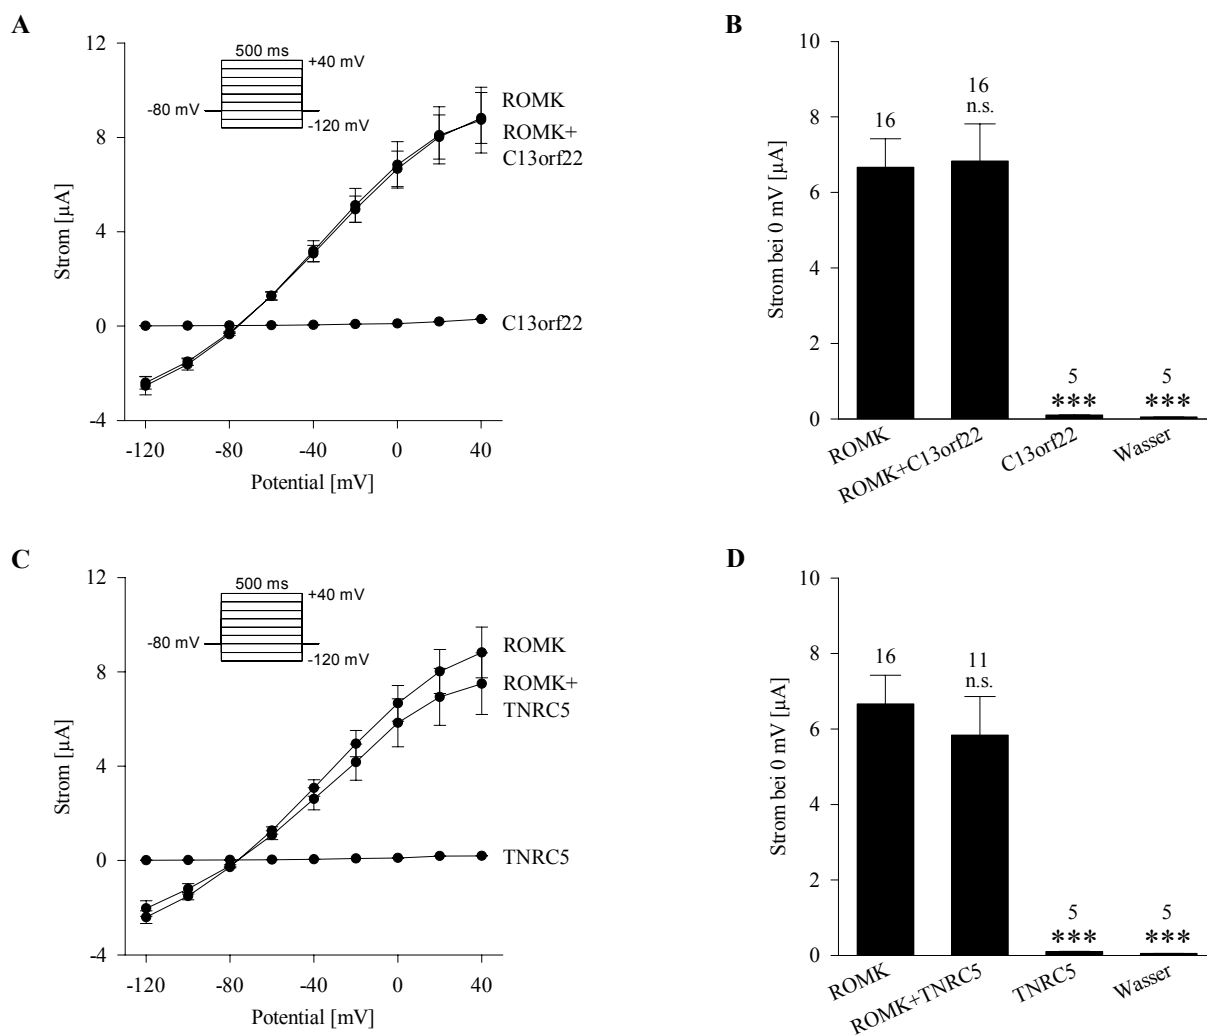 A
12
8
4
0
-4
Strom [µA]
500 ms
+40 mV
-80 mV
-120 mV
ROMK
ROMK+
C13orf22
C13orf22
-120
-80
-40
0
40
Potential [mV]
B
10
8
6
4
2
0
Strom bei 0 mV [µA]
16
16
n.s.
5
***
5
***
ROMK
ROMK+C13orf22
C13orf22
Wasser
C
12
8
4
0
-4
Strom [µA]
500 ms
+40 mV
-80 mV
-120 mV
ROMK
ROMK+
TNRC5
TNRC5
-120
-80
-40
0
40
Potential [mV]
D
10
8
6
4
2
0
Strom bei 0 mV [µA]
16
11
n.s.
5
***
5
***
ROMK
ROMK+TNRC5
TNRC5
Wasser